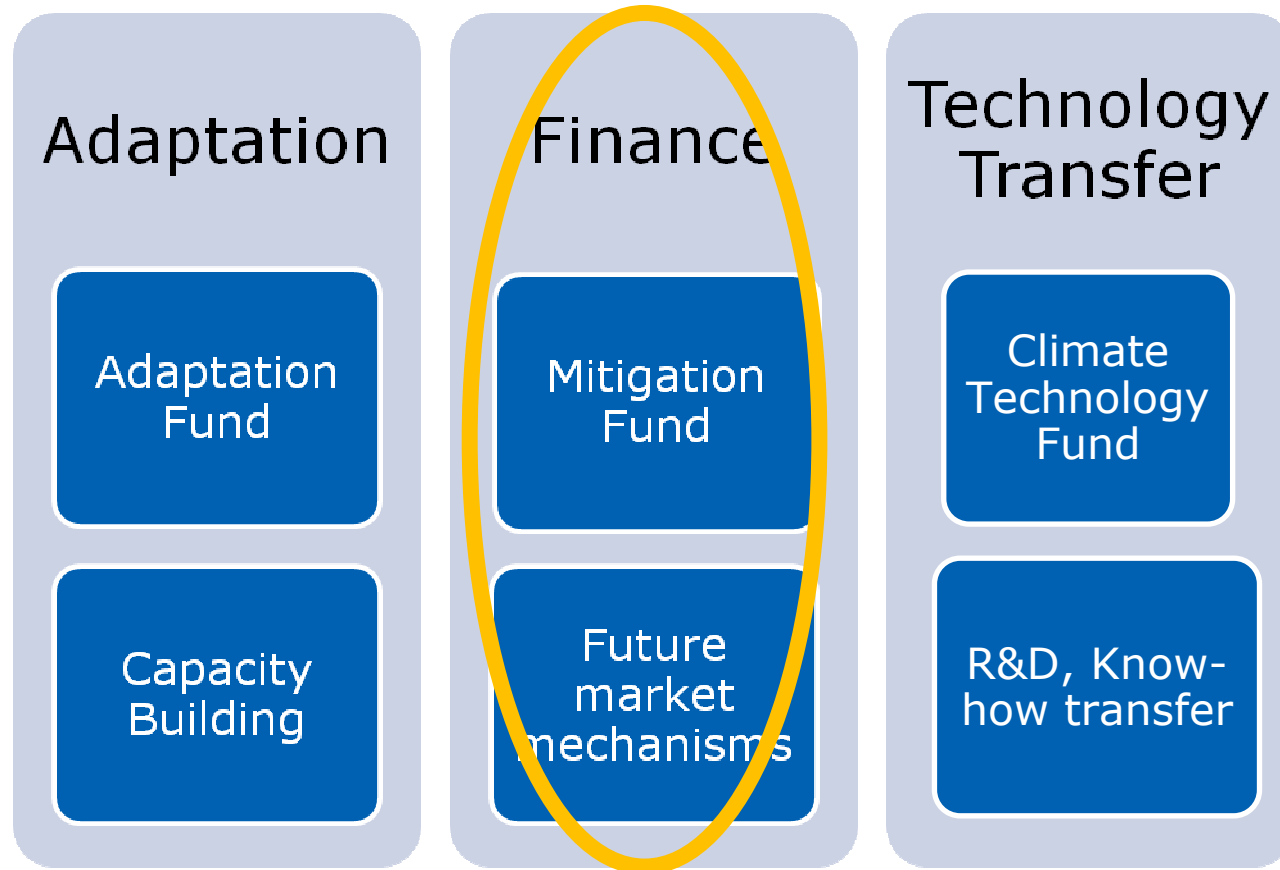 Adaptation
Adaptation
Fund
Capacity
Building
Finance
Mitigation
Fund
Future
market
mechanisms
Technology
Transfer
Climate
Technology
Fund
R&D, Know-
how transfer